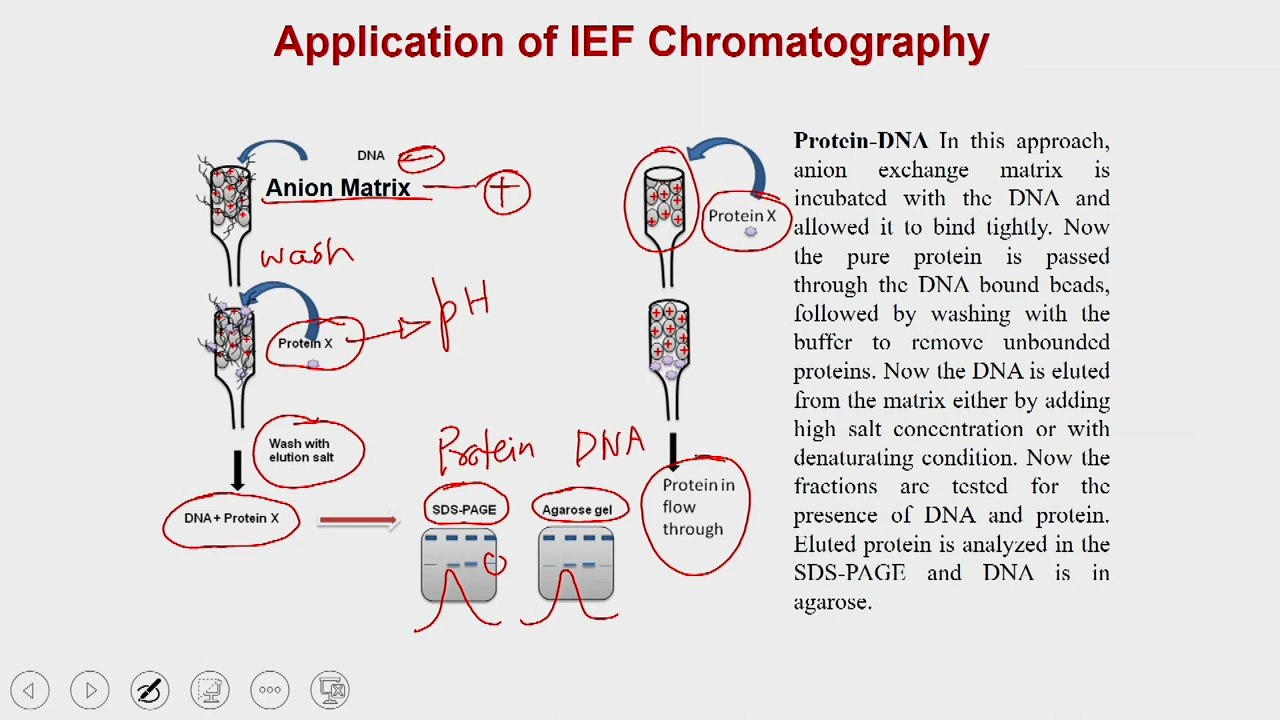 Application of IEF Chromatography
DNA −
Anion Matrix +
wash
Protein X
pH
Wash with
elution salt
DNA + Protein X
Protein DNA
SDS-PAGE
Agarose gel
Protein X
Protein in
flow
through
Protein-DNA In this approach,
anion exchange matrix is
incubated with the DNA and
allowed it to bind tightly. Now
the pure protein is passed
through the DNA bound beads,
followed by washing with the
buffer to remove unbounded
proteins. Now the DNA is eluted
from the matrix either by adding
high salt concentration or with
denaturating condition. Now the
fractions are tested for the
presence of DNA and protein.
Eluted protein is analyzed in the
SDS-PAGE and DNA is in
agarose.